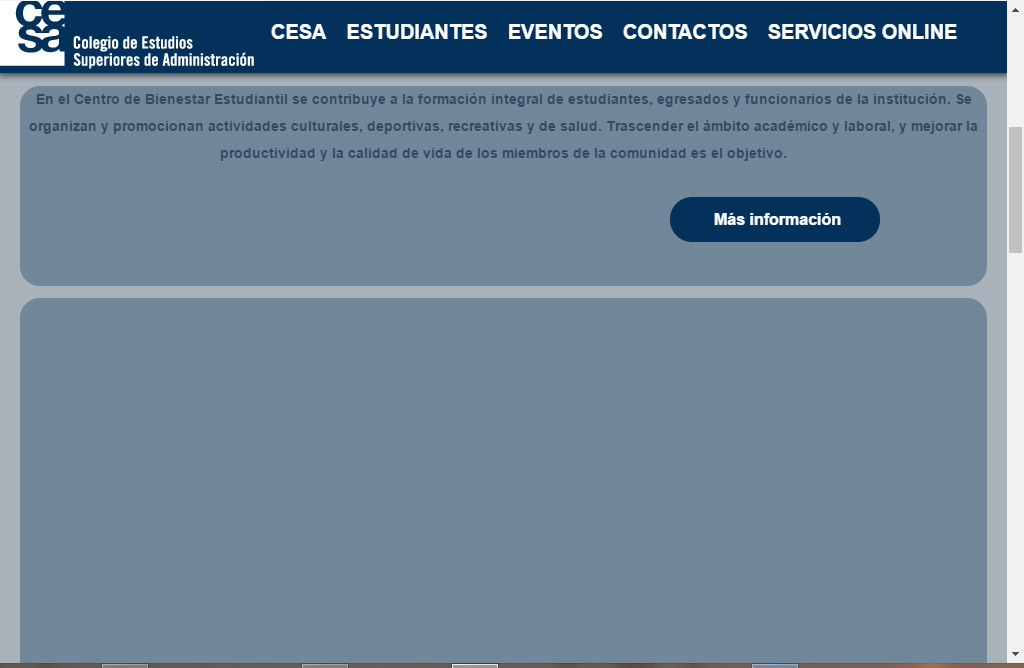 ce
sa
Colegio de Estudios
Superiores de Administración
CESA ESTUDIANTES EVENTOS CONTACTOS SERVICIOS ONLINE
En el Centro de Bienestar Estudiantil se contribuye a la formación integral de estudiantes, egresados y funcionarios de la institución. Se
organizan y promocionan actividades culturales, deportivas, recreativas y de salud. Trascender el ámbito académico y laboral, y mejorar la
productividad y la calidad de vida de los miembros de la comunidad es el objetivo.
Más información